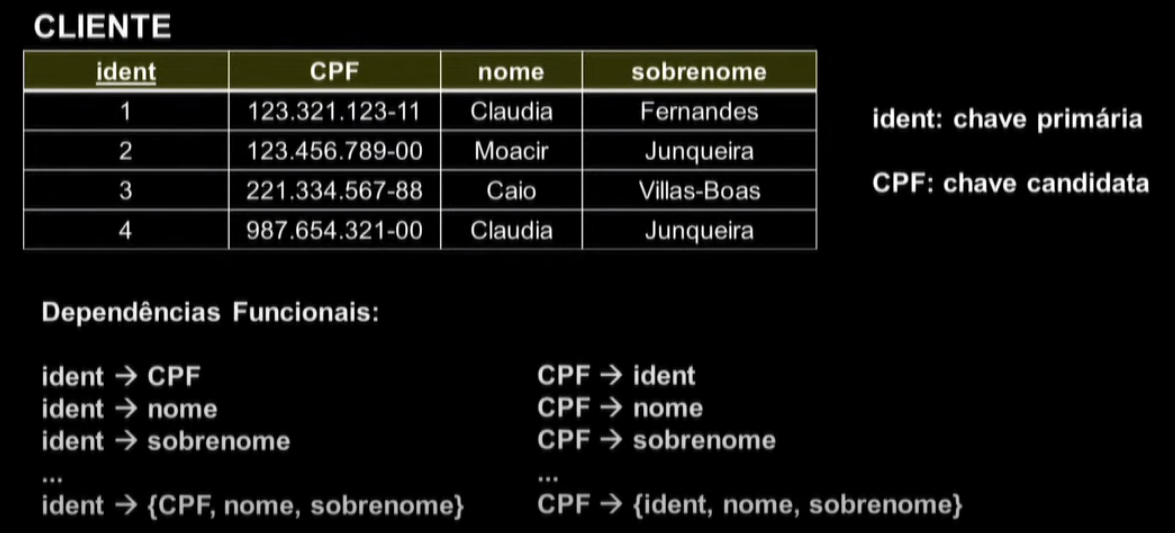 CLIENTE
ident CPF nome sobrenome
1 123.321.123-11 Claudia Fernandes
2 123.456.789-00 Moacir Junqueira
3 221.334.567-88 Caio Villas-Boas
4 987.654.321-00 Claudia Junqueira
ident: chave primária
CPF: chave candidata
Dependências Funcionais:
ident → CPF
ident → nome
ident → sobrenome
...
ident → {CPF, nome, sobrenome}
CPF → ident
CPF → nome
CPF → sobrenome
...
CPF → {ident, nome, sobrenome}